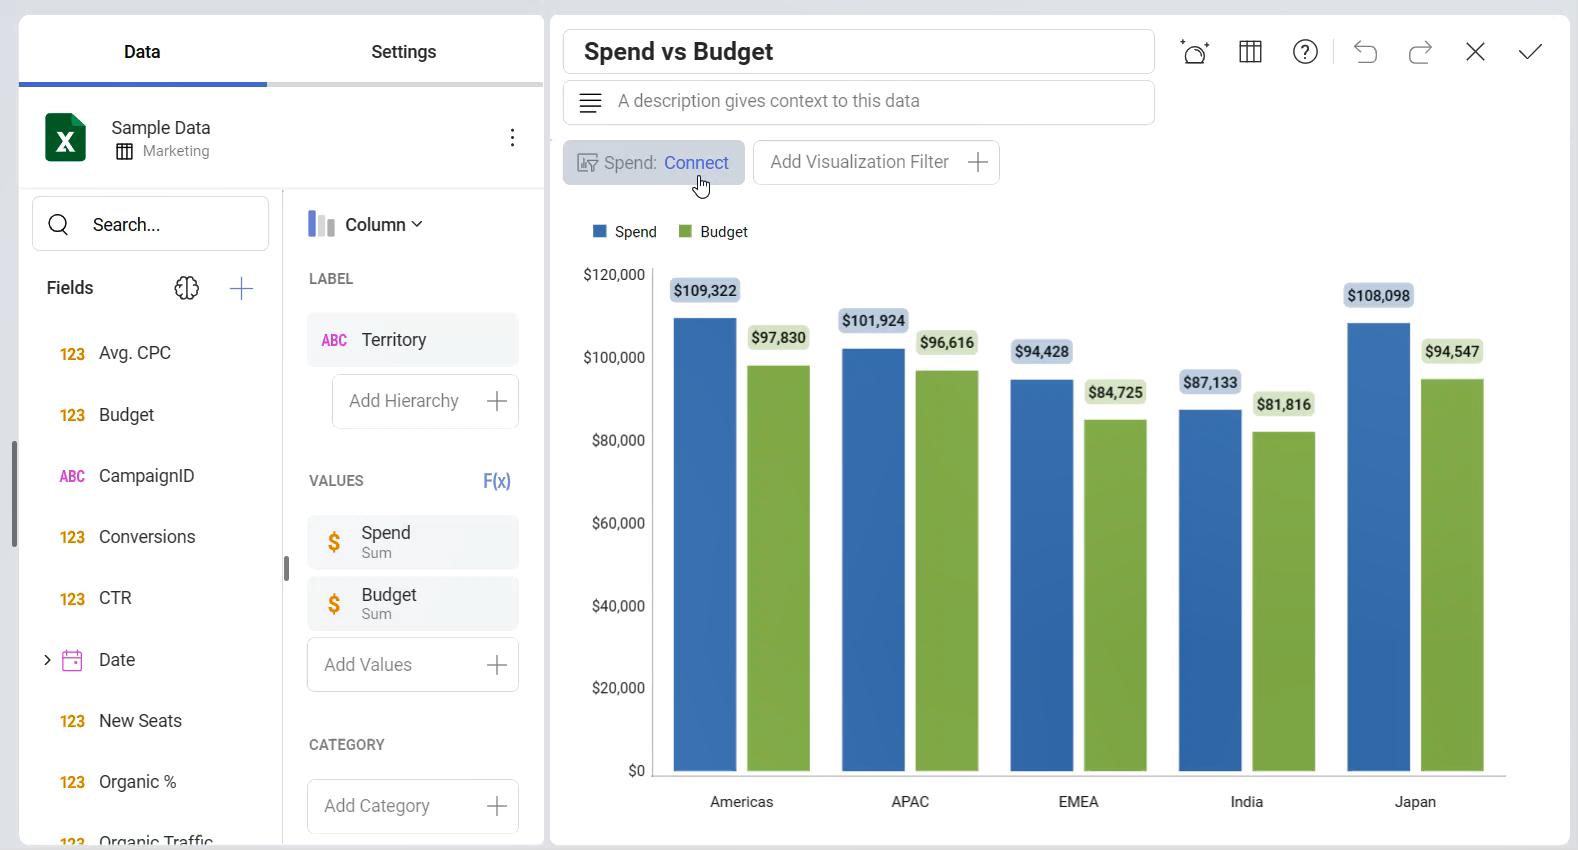 Data
Settings
Sample Data
Marketing
Search...
Fields
123 Avg. CPC
123 Budget
ABC CampaignID
123 Conversions
123 CTR
Date
123 New Seats
123 Organic %
123 Organic Traffic
Column
LABEL
ABC Territory
Add Hierarchy
VALUES F(x)
$ Spend
Sum
$ Budget
Sum
Add Values
CATEGORY
Add Category
Spend vs Budget
A description gives context to this data
Spend: Connect
Add Visualization Filter
Spend Budget
$120,000
$100,000
$80,000
$60,000
$40,000
$20,000
$0
$109,322
$97,830
$101,924
$96,616
$94,428
$84,725
$87,133
$81,816
$108,098
$94,547
Americas APAC EMEA India Japan